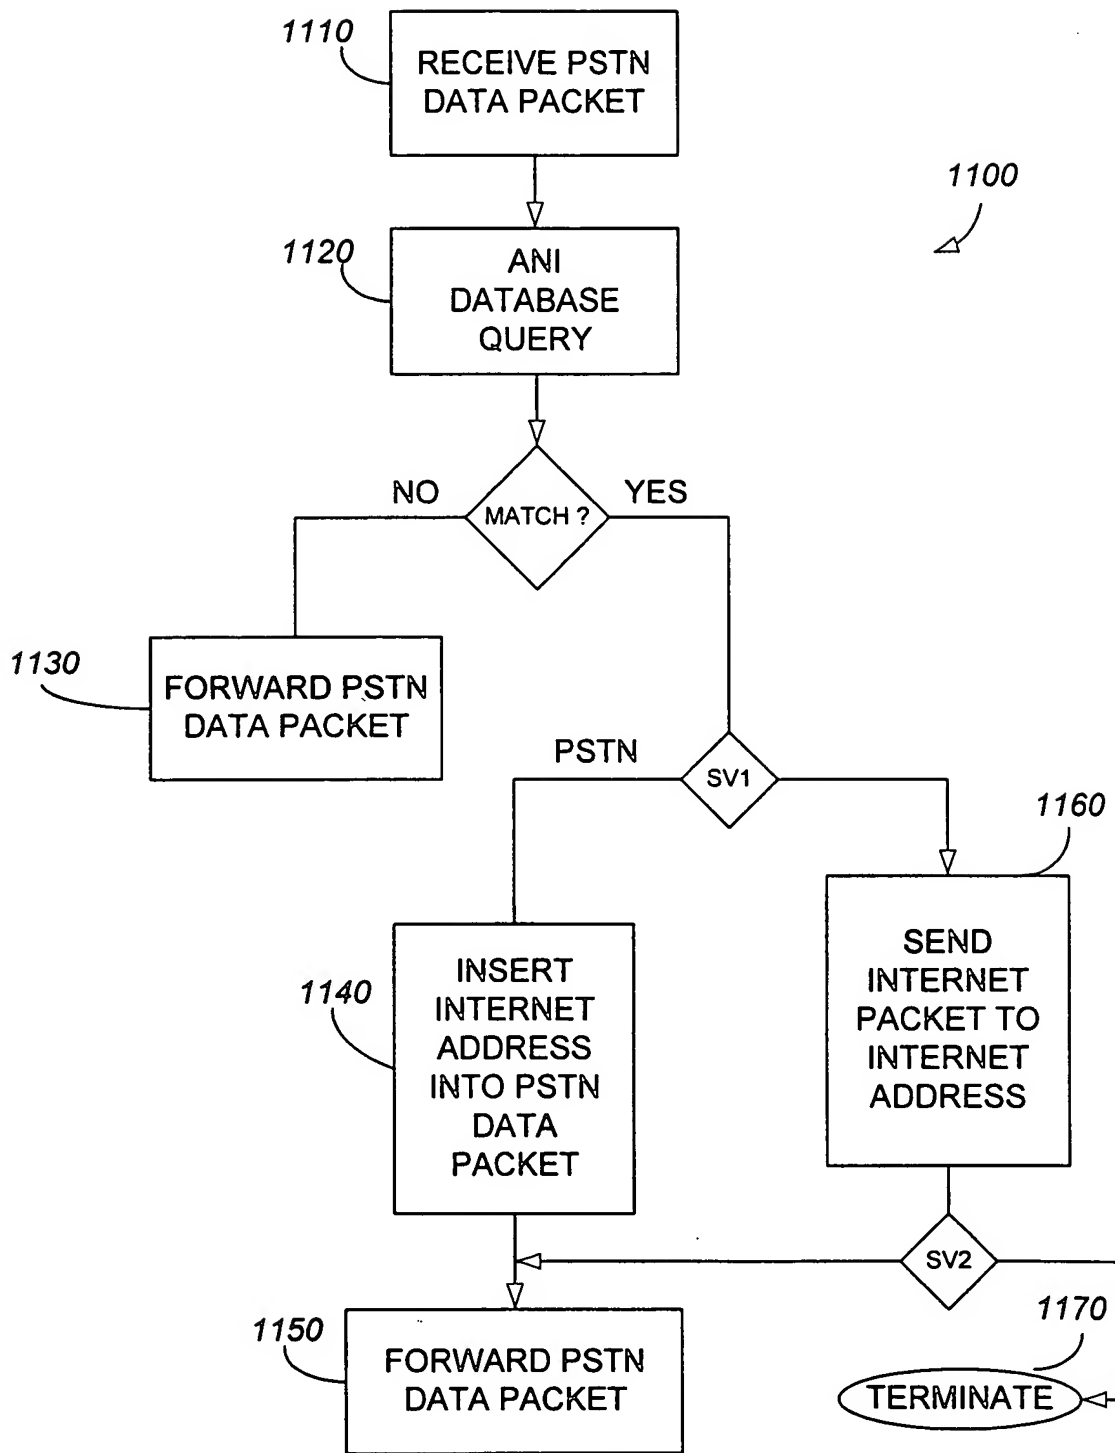 1110
RECEIVE PSTN
DATA PACKET
1100
1120
ANI
DATABASE
QUERY
NO
MATCH ?
YES
1130
FORWARD PSTN
DATA PACKET
PSTN
SV1
1160
1140
INSERT
INTERNET
ADDRESS
INTO PSTN
DATA
PACKET
SEND
INTERNET
PACKET TO
INTERNET
ADDRESS
SV2
1150
FORWARD PSTN
DATA PACKET
1170
TERMINATE